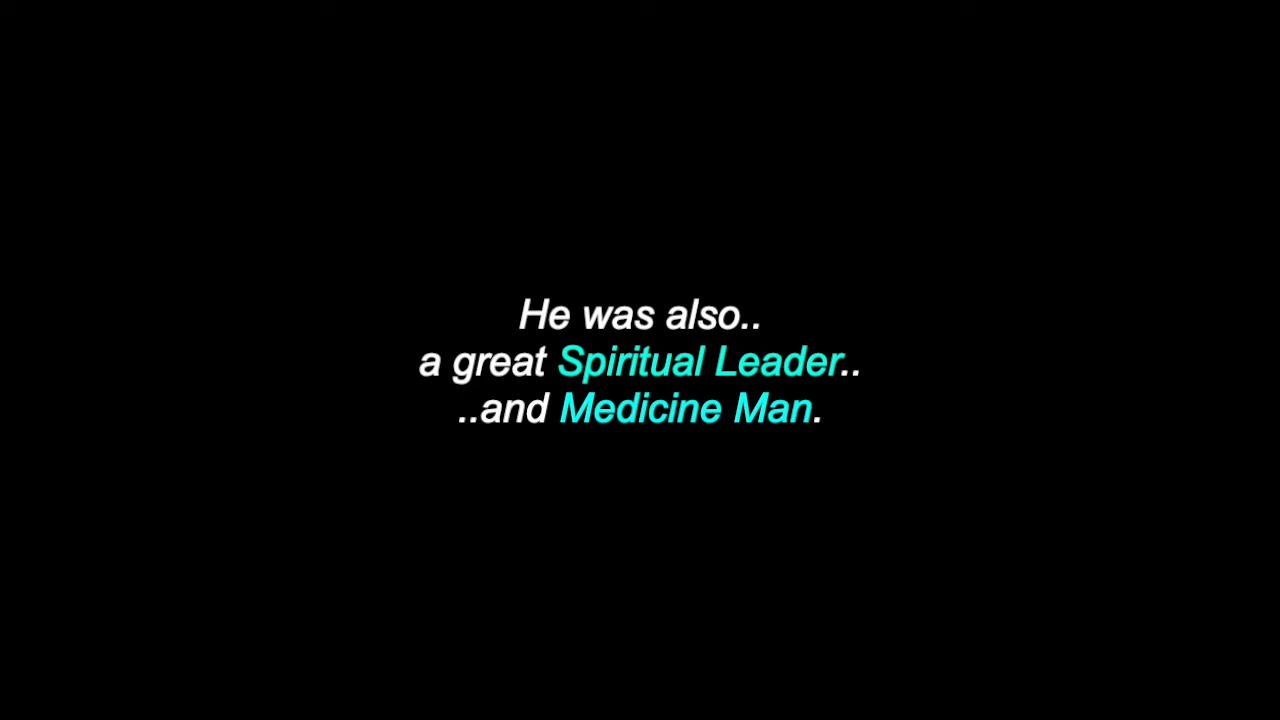 He was also..
a great Spiritual Leader..
..and Medicine Man.